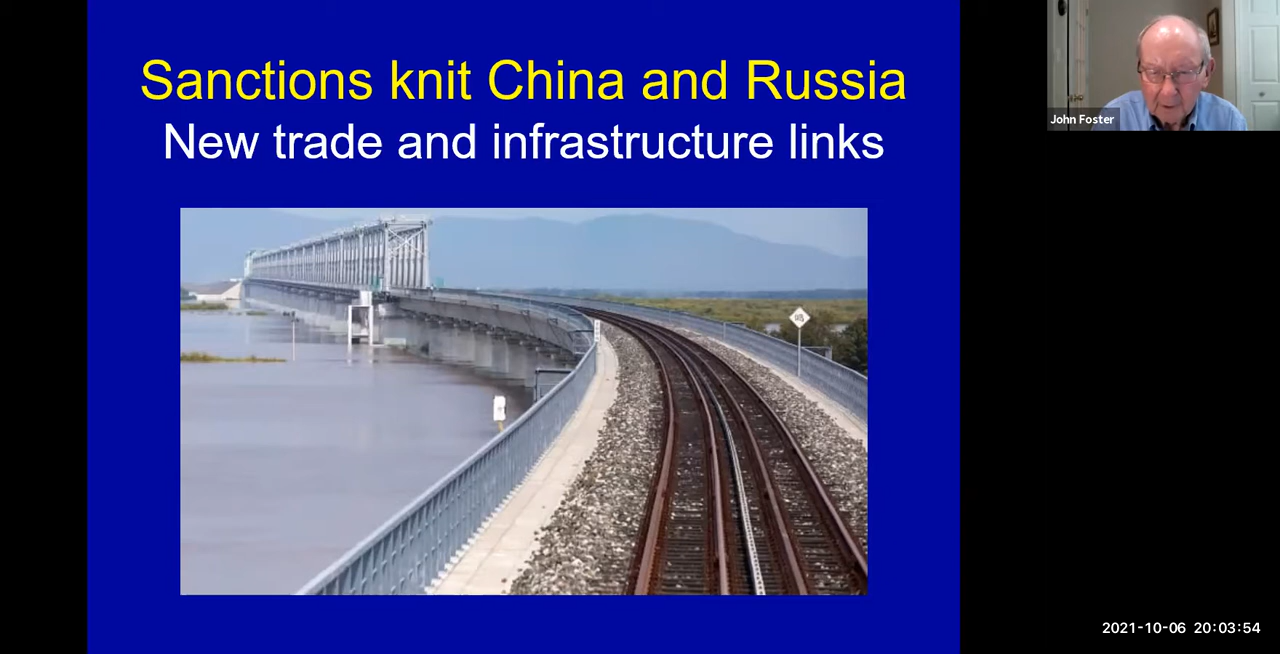 Sanctions knit China and Russia
New trade and infrastructure links
John Foster
2021-10-06 20:03:54